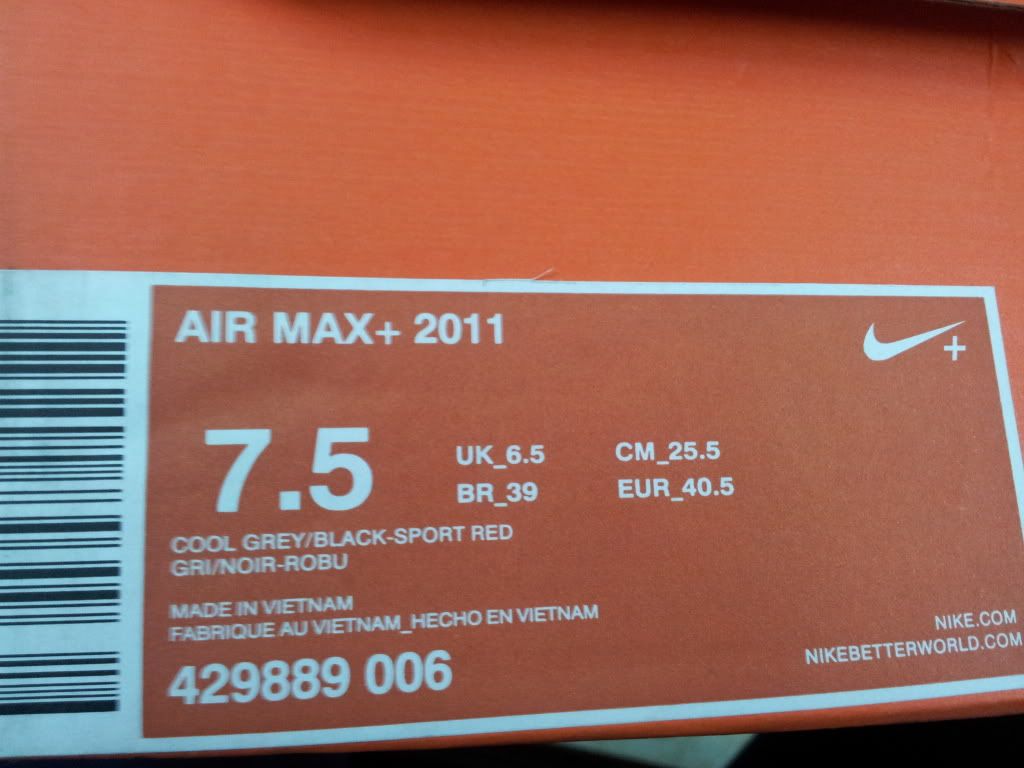 AIR MAX+ 2011
+
7.5
UK_6.5 CM_25.5
BR_39 EUR_40.5
COOL GREY/BLACK-SPORT RED
GRI/NOIR-ROBU
MADE IN VIETNAM
FABRIQUE AU VIETNAM_HECHO EN VIETNAM
429889 006
NIKE.COM
NIKEBETTERWORLD.COM